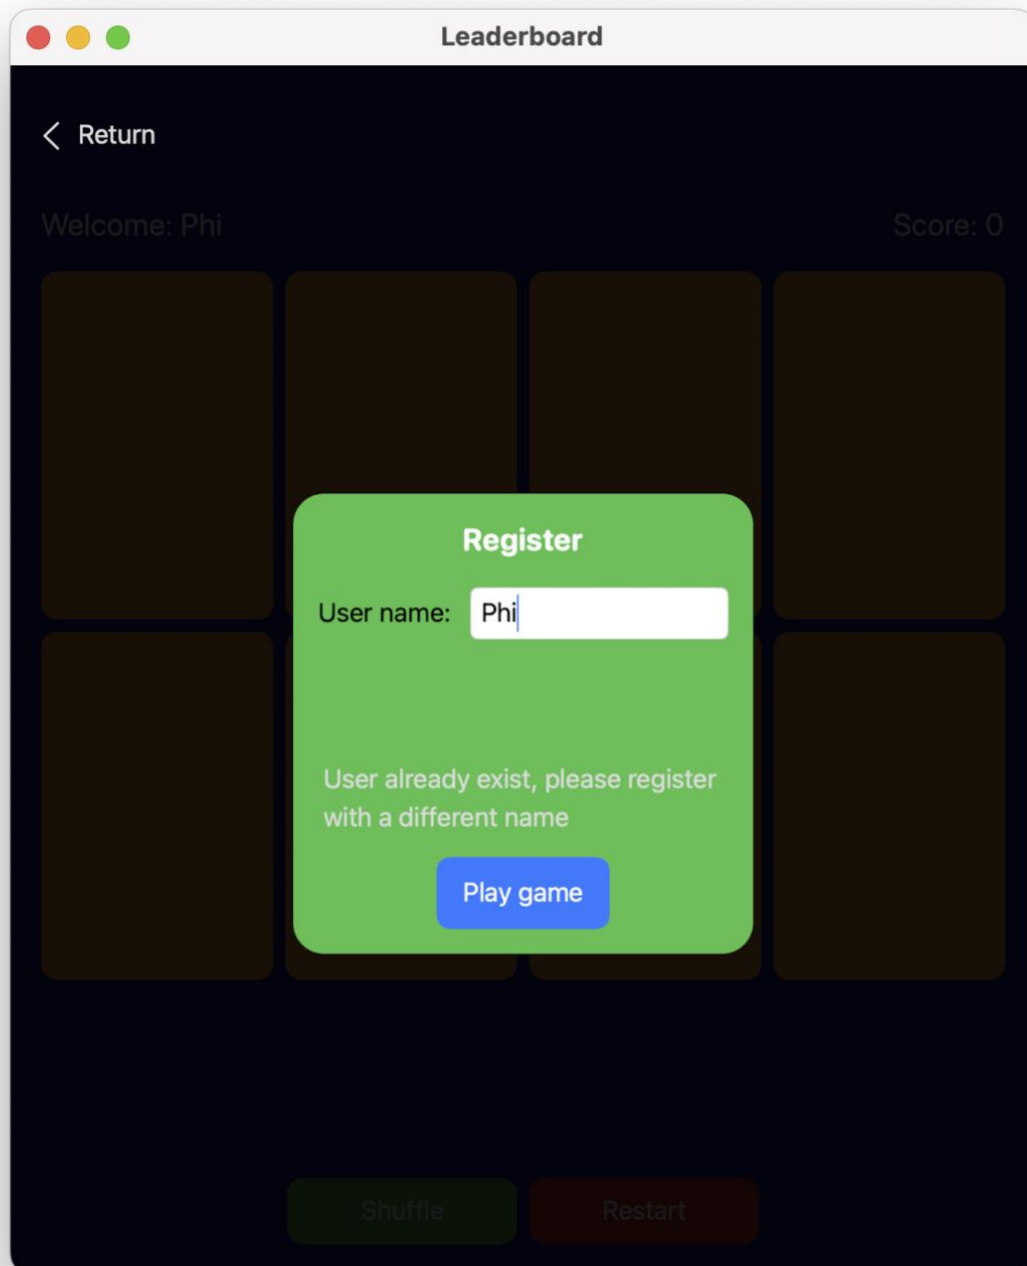 Leaderboard
Return
Welcome: Phi
Score: 0
Register
User name:
Phi
User already exist, please register
with a different name
Play game
Shuffle
Restart